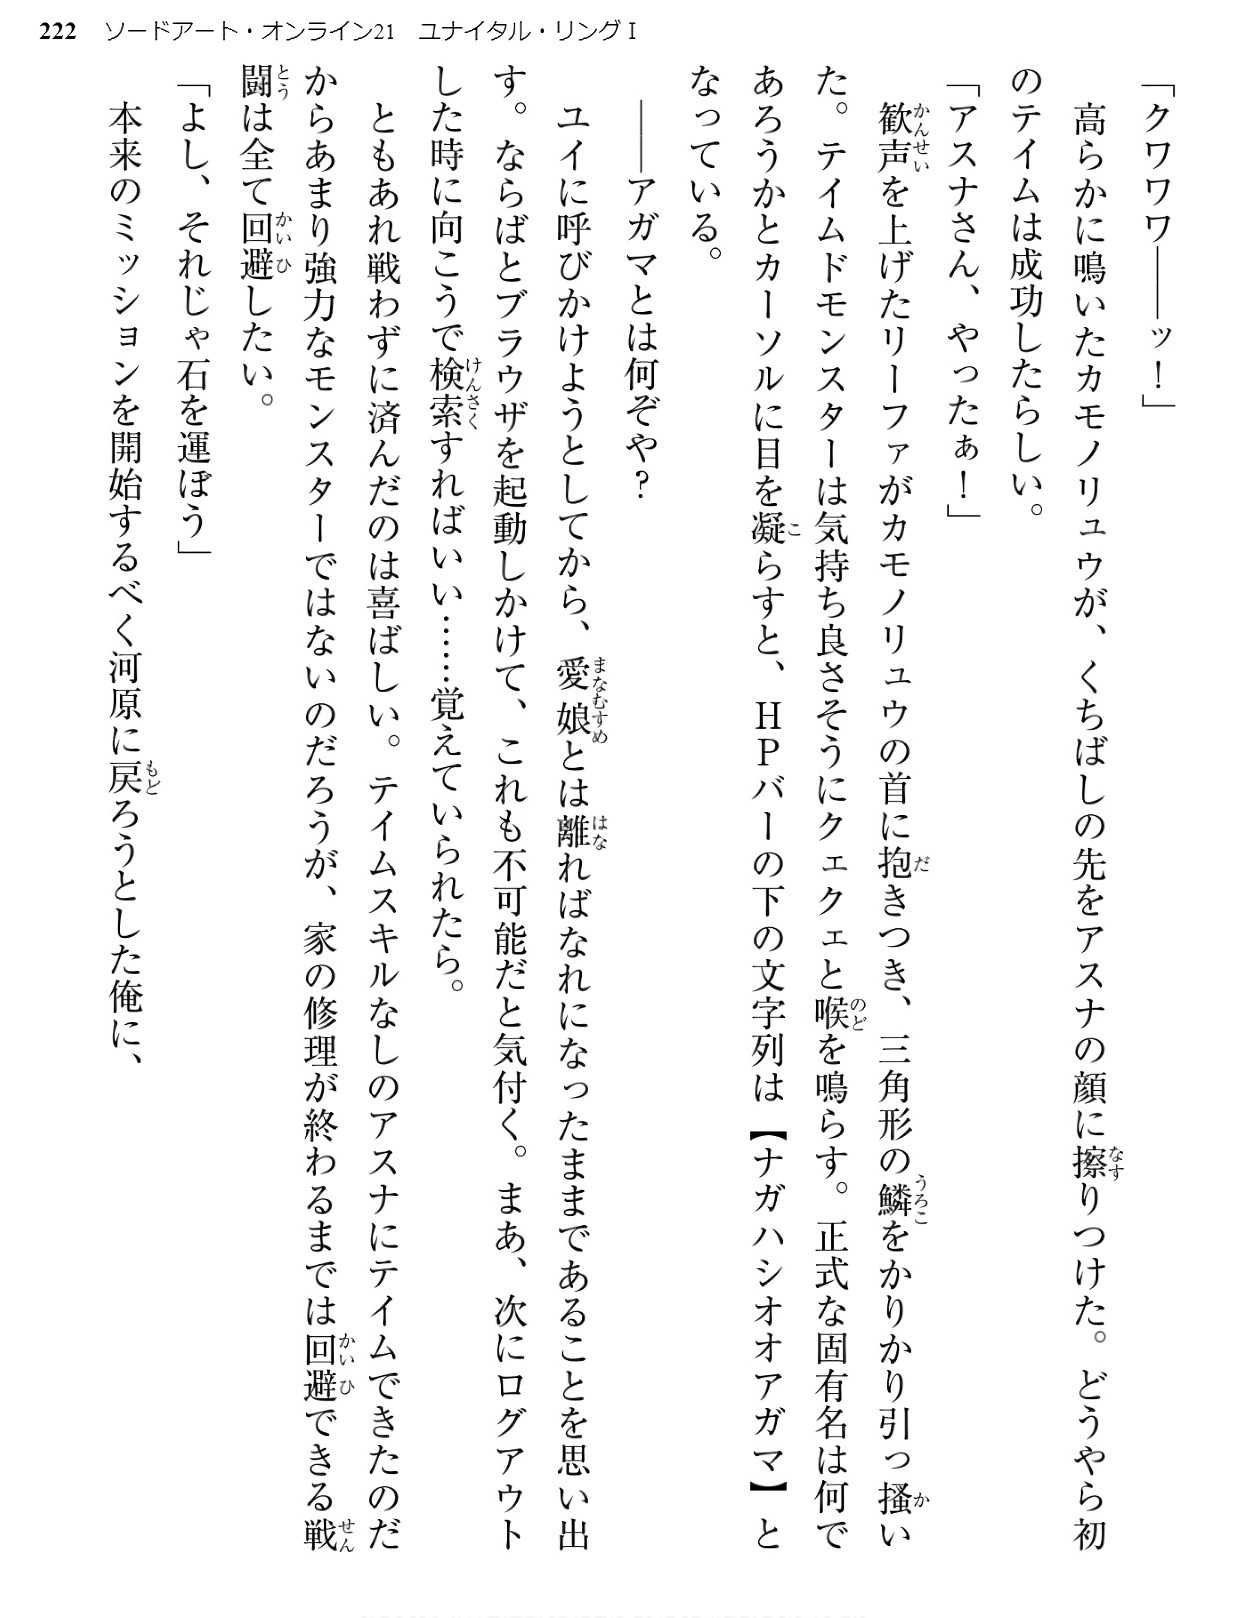 222 ソードアート・オンライン21 ユナイタル・リングⅠ
「クワワワ――ッ！」
　高らかに鳴いたカモノリュウが、くちばしの先をアスナの顔に擦りつけた。どうやら初
のテイムは成功したらしい。
「アスナさん、やったぁ！」
　歓声を上げたリーファがカモノリュウの首に抱きつき、三角形の鱗をかりかり引っ搔い
た。テイムドモンスターは気持ち良さそうにクェクェと喉を鳴らす。正式な固有名は何で
あろうかとカーソルに目を凝らすと、ＨＰバーの下の文字列は【ナガハシオオアガマ】と
なっている。
　――アガマとは何ぞや？
　ユイに呼びかけようとしてから、愛娘とは離ればなれになったままであることを思い出
す。ならばとブラウザを起動しかけて、これも不可能だと気付く。まあ、次にログアウト
した時に向こうで検索すればいい……覚えていられたら。
　ともあれ戦わずに済んだのは喜ばしい。テイムスキルなしのアスナにテイムできたのだ
からあまり強力なモンスターではないのだろうが、家の修理が終わるまでは回避できる戦
闘は全て回避したい。
「よし、それじゃ石を運ぼう」
　本来のミッションを開始するべく河原に戻ろうとした俺に、